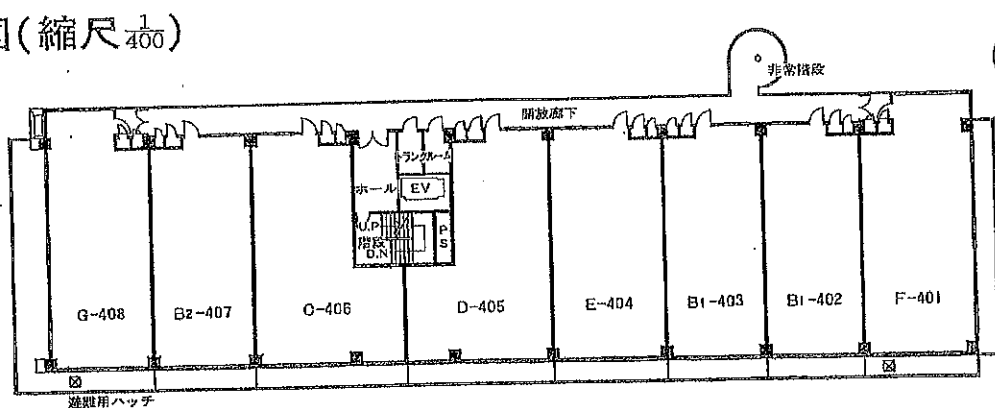 図(縮尺 1/400)
非常階段
開放廊下
トランクルーム
ホール
EV
U.P
階段
D.N
PS
G-408
B2-407
C-406
D-405
E-404
B1-403
B1-402
F-401
避難用ハッチ